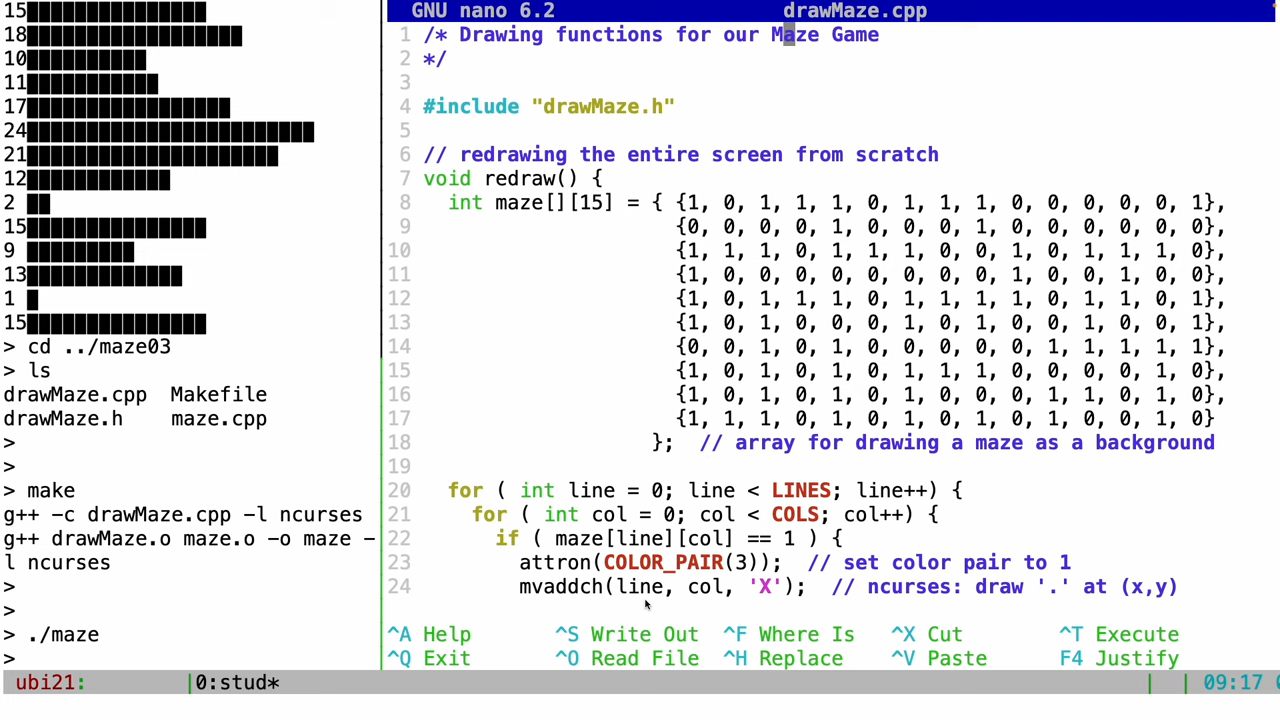 15█████████████████
18██████████████████
10██████████
11███████████
17█████████████████
24████████████████████████
21█████████████████████
12████████████
2 ██
15███████████████
9 █████████
13█████████████
1 █
15███████████████
> cd ../maze03
> ls
drawMaze.cpp  Makefile
drawMaze.h    maze.cpp
>
>
> make
g++ -c drawMaze.cpp -l ncurses
g++ drawMaze.o maze.o -o maze -
l ncurses
>
>
> ./maze
>
GNU nano 6.2                   drawMaze.cpp
1 /* Drawing functions for our Maze Game
2 */
3
4 #include "drawMaze.h"
5
6 // redrawing the entire screen from scratch
7 void redraw() {
8   int maze[][15] = { {1, 0, 1, 1, 1, 0, 1, 1, 1, 0, 0, 0, 0, 0, 1},
9                      {0, 0, 0, 0, 1, 0, 0, 0, 1, 0, 0, 0, 0, 0, 0},
10                      {1, 1, 1, 0, 1, 1, 1, 0, 0, 1, 0, 1, 1, 1, 0},
11                      {1, 0, 0, 0, 0, 0, 0, 0, 0, 1, 0, 0, 1, 0, 0},
12                      {1, 0, 1, 1, 1, 0, 1, 1, 1, 1, 0, 1, 1, 0, 1},
13                      {1, 0, 1, 0, 0, 0, 1, 0, 1, 0, 0, 1, 0, 0, 1},
14                      {0, 0, 1, 0, 1, 0, 0, 0, 0, 0, 1, 1, 1, 1, 1},
15                      {1, 0, 1, 0, 1, 0, 1, 1, 1, 0, 0, 0, 0, 1, 0},
16                      {1, 0, 1, 0, 1, 0, 1, 0, 0, 0, 1, 1, 0, 1, 0},
17                      {1, 1, 1, 0, 1, 0, 1, 0, 1, 0, 1, 0, 0, 1, 0}
18                    };  // array for drawing a maze as a background
19
20   for ( int line = 0; line < LINES; line++) {
21     for ( int col = 0; col < COLS; col++) {
22       if ( maze[line][col] == 1 ) {
23         attron(COLOR_PAIR(3));  // set color pair to 1
24         mvaddch(line, col, 'X');  // ncurses: draw '.' at (x,y)
^A Help       ^S Write Out  ^F Where Is   ^X Cut        ^T Execute
^Q Exit       ^O Read File  ^H Replace    ^V Paste      F4 Justify
ubi21:        |0:stud*        |  | 09:17